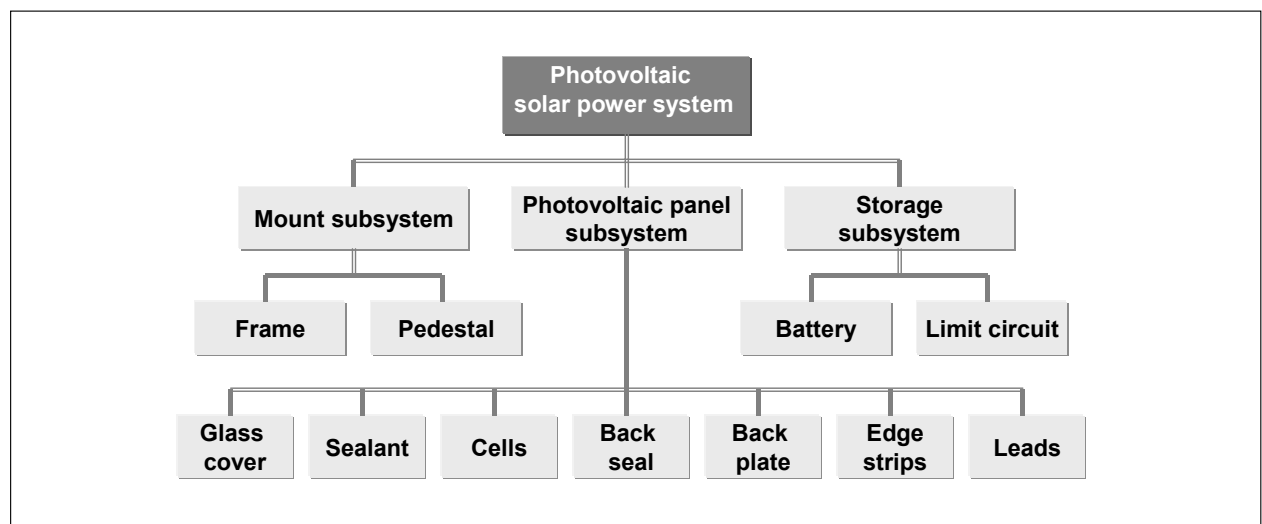 Photovoltaic
solar power system
Mount subsystem
Photovoltaic panel
subsystem
Storage
subsystem
Frame
Pedestal
Battery
Limit circuit
Glass
cover
Sealant
Cells
Back
seal
Back
plate
Edge
strips
Leads